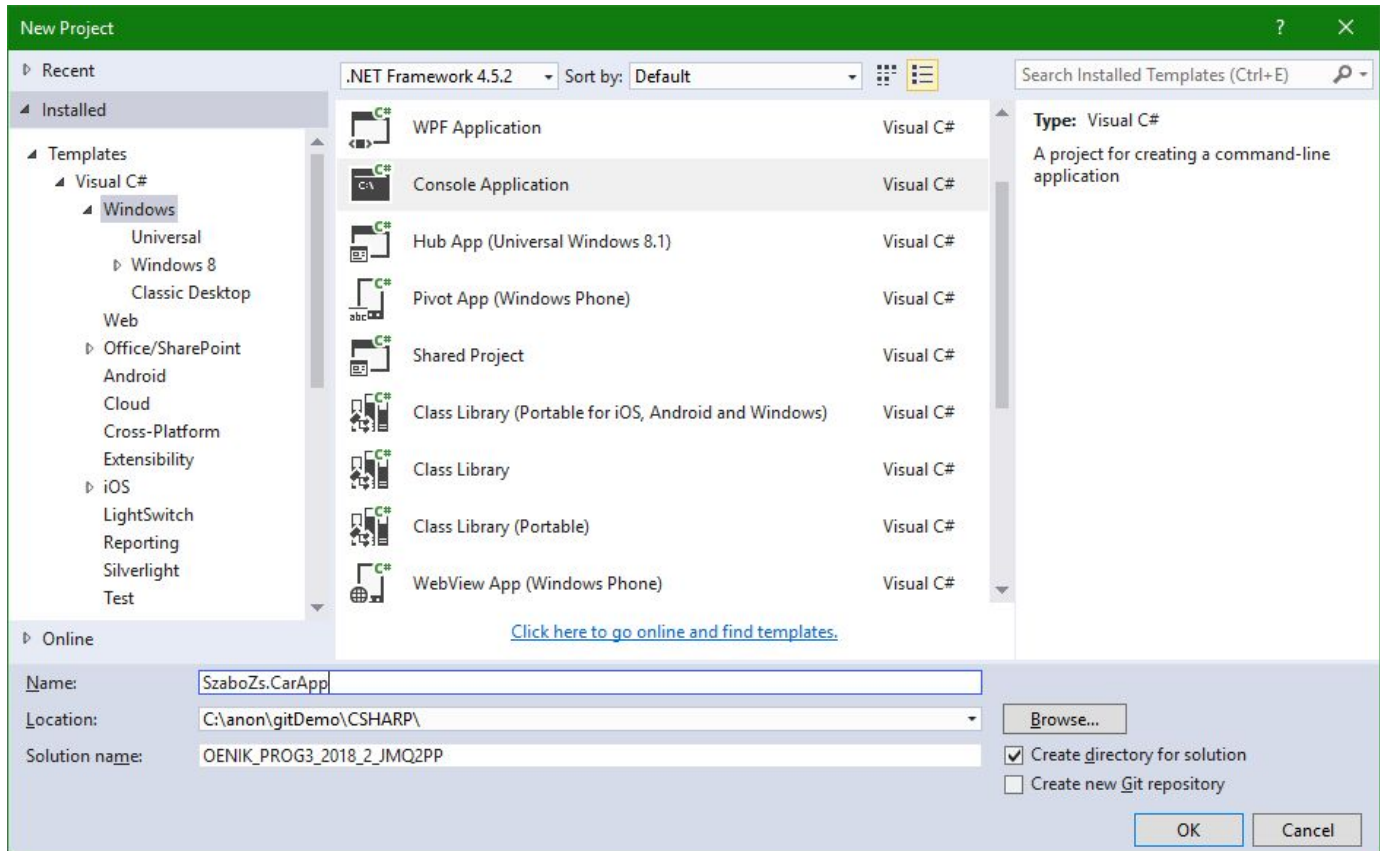 New Project
?
Recent
Installed
Templates
Visual C#
Windows
Universal
Windows 8
Classic Desktop
Web
Office/SharePoint
Android
Cloud
Cross-Platform
Extensibility
iOS
LightSwitch
Reporting
Silverlight
Test
Online
.NET Framework 4.5.2 Sort by: Default
C# WPF Application Visual C#
C# C:\ Console Application Visual C#
C# Hub App (Universal Windows 8.1) Visual C#
C# abc Pivot App (Windows Phone) Visual C#
C# Shared Project Visual C#
C# Class Library (Portable for iOS, Android and Windows) Visual C#
C# Class Library Visual C#
C# Class Library (Portable) Visual C#
C# WebView App (Windows Phone) Visual C#
Click here to go online and find templates.
Search Installed Templates (Ctrl+E)
Type: Visual C#
A project for creating a command-line
application
Name: SzaboZs.CarApp
Location: C:\anon\gitDemo\CSHARP\ Browse...
Solution name: OENIK_PROG3_2018_2_JMQ2PP
Create directory for solution
Create new Git repository
OK Cancel